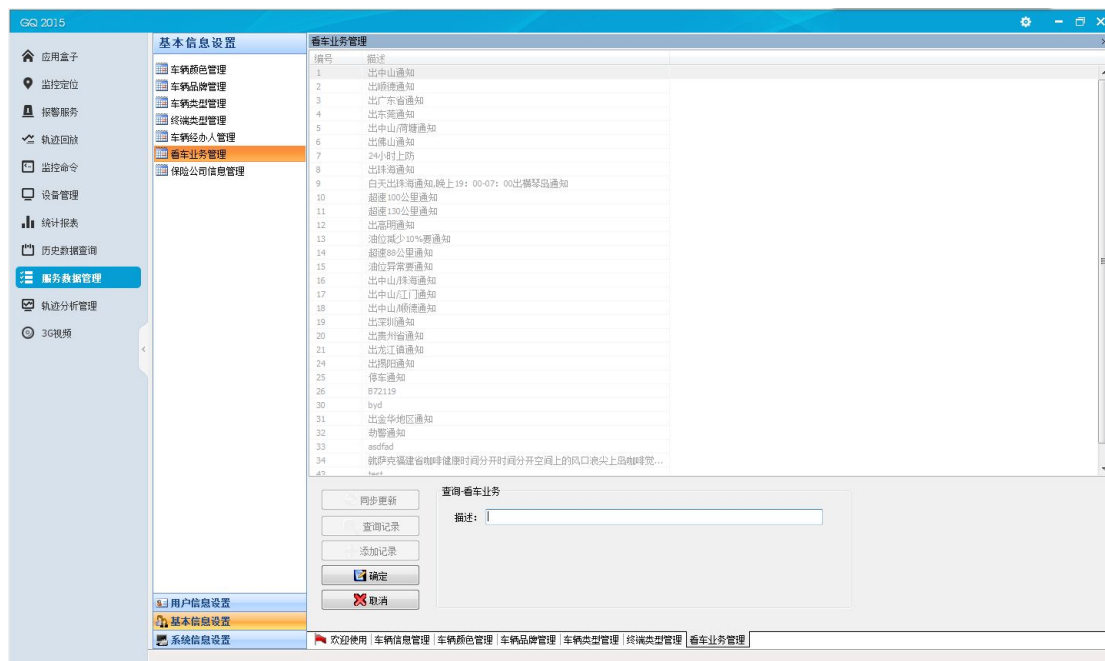 GQ 2015
应用盒子
监控定位
报警服务
轨迹回放
监控命令
设备管理
统计报表
历史数据查询
服务数据管理
轨迹分析管理
3G视频
基本信息设置
车辆颜色管理
车辆品牌管理
车辆类型管理
终端类型管理
车辆经办人管理
看车业务管理
保险公司信息管理
用户信息设置
基本信息设置
系统信息设置
看车业务管理
编号 描述
1 出中山通知
2 出顺德通知
3 出广东省通知
4 出东莞通知
5 出中山/荷塘通知
6 出佛山通知
7 24小时上防
8 出珠海通知
9 白天出珠海通知,晚上19：00-07：00出横琴岛通知
10 超速100公里通知
11 超速130公里通知
12 出高明通知
13 油位减少10%要通知
14 超速88公里通知
15 油位异常要通知
16 出中山/珠海通知
17 出中山/江门通知
18 出中山/顺德通知
19 出深圳通知
20 出贵州省通知
21 出龙江镇通知
24 出揭阳通知
25 停车通知
26 872119
30 byd
31 出金华地区通知
32 劫警通知
33 asdfad
34 就萨克福建省咖啡健康时间分开时间分开空间上的风口浪尖上岛咖啡觉...
43 test
同步更新
查询记录
添加记录
确定
取消
查询-看车业务
描述：
欢迎使用 车辆信息管理 车辆颜色管理 车辆品牌管理 车辆类型管理 终端类型管理 看车业务管理